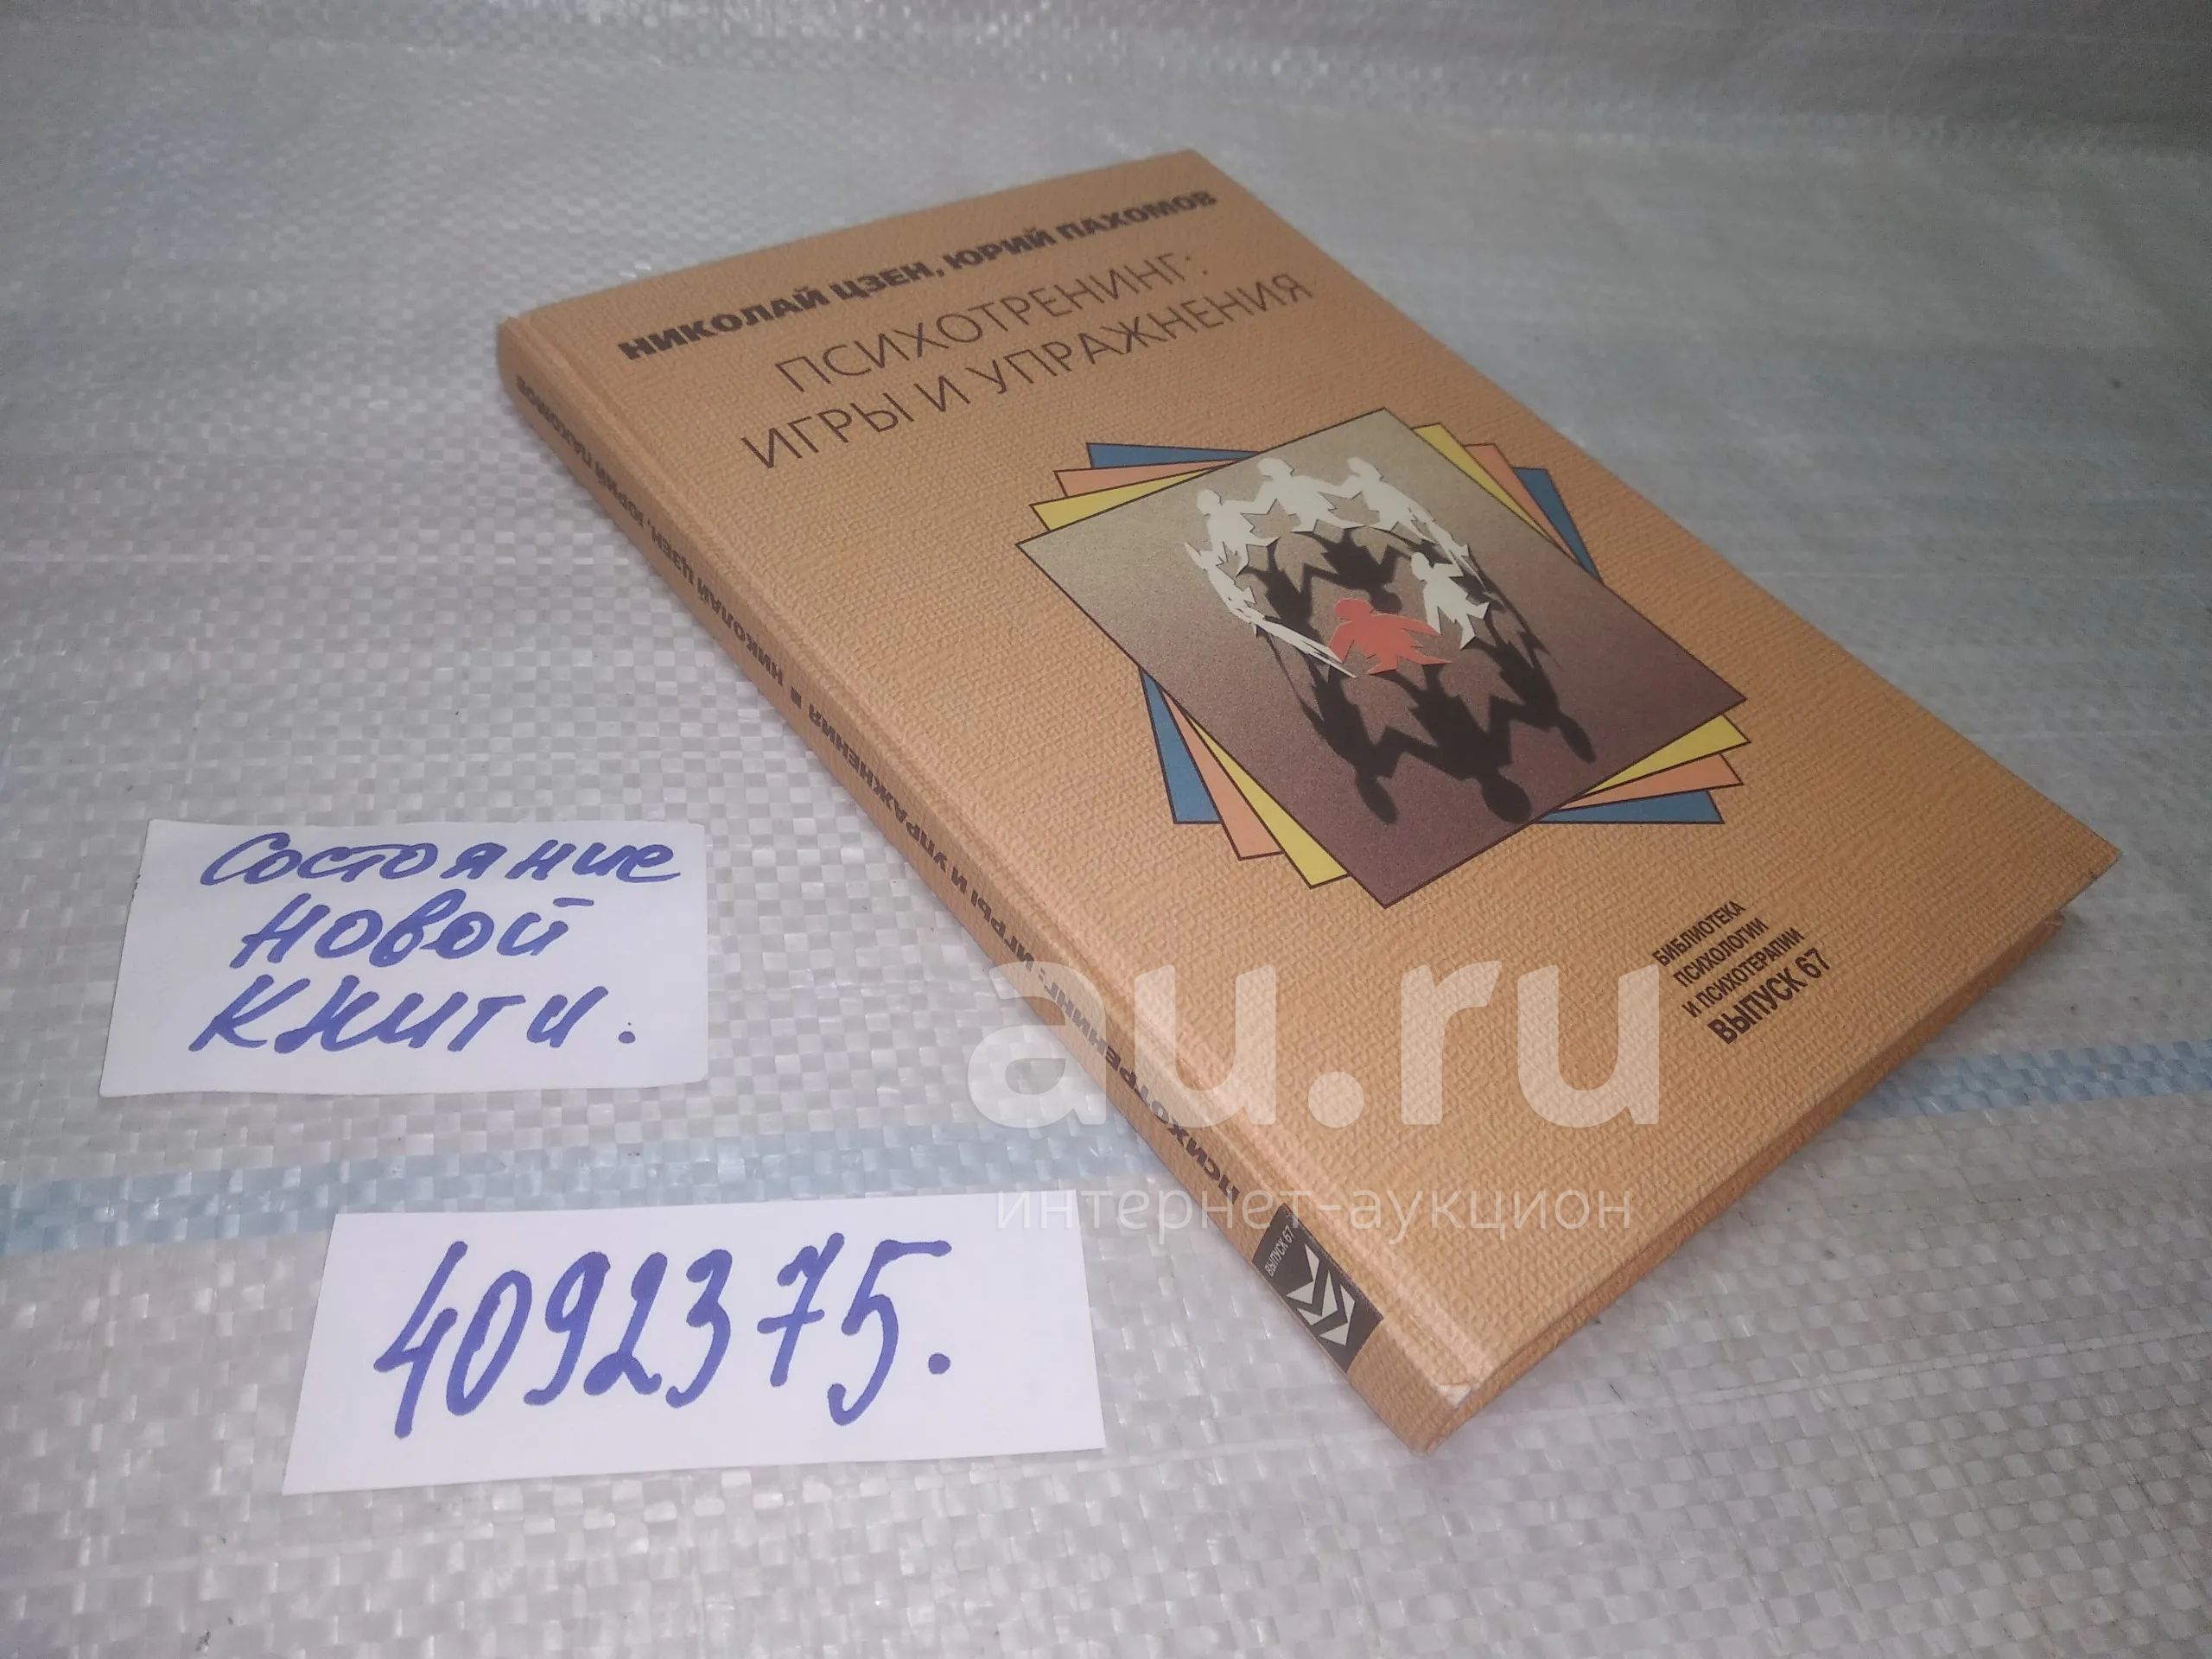 НИКОЛАЙ ЦЗЕН, ЮРИЙ ПАХОМОВ
ПСИХОТРЕНИНГ:
ИГРЫ И УПРАЖНЕНИЯ
БИБЛИОТЕКА
ПСИХОЛОГИИ
И ПСИХОТЕРАПИИ
ВЫПУСК 67
ПСИХОТРЕНИНГ: ИГРЫ И УПРАЖНЕНИЯ НИКОЛАЙ ЦЗЕН, ЮРИЙ ПАХОМОВ
ВЫПУСК 67
Состояние
новой
книги.
4092375.
au.ru
интернет-аукцион